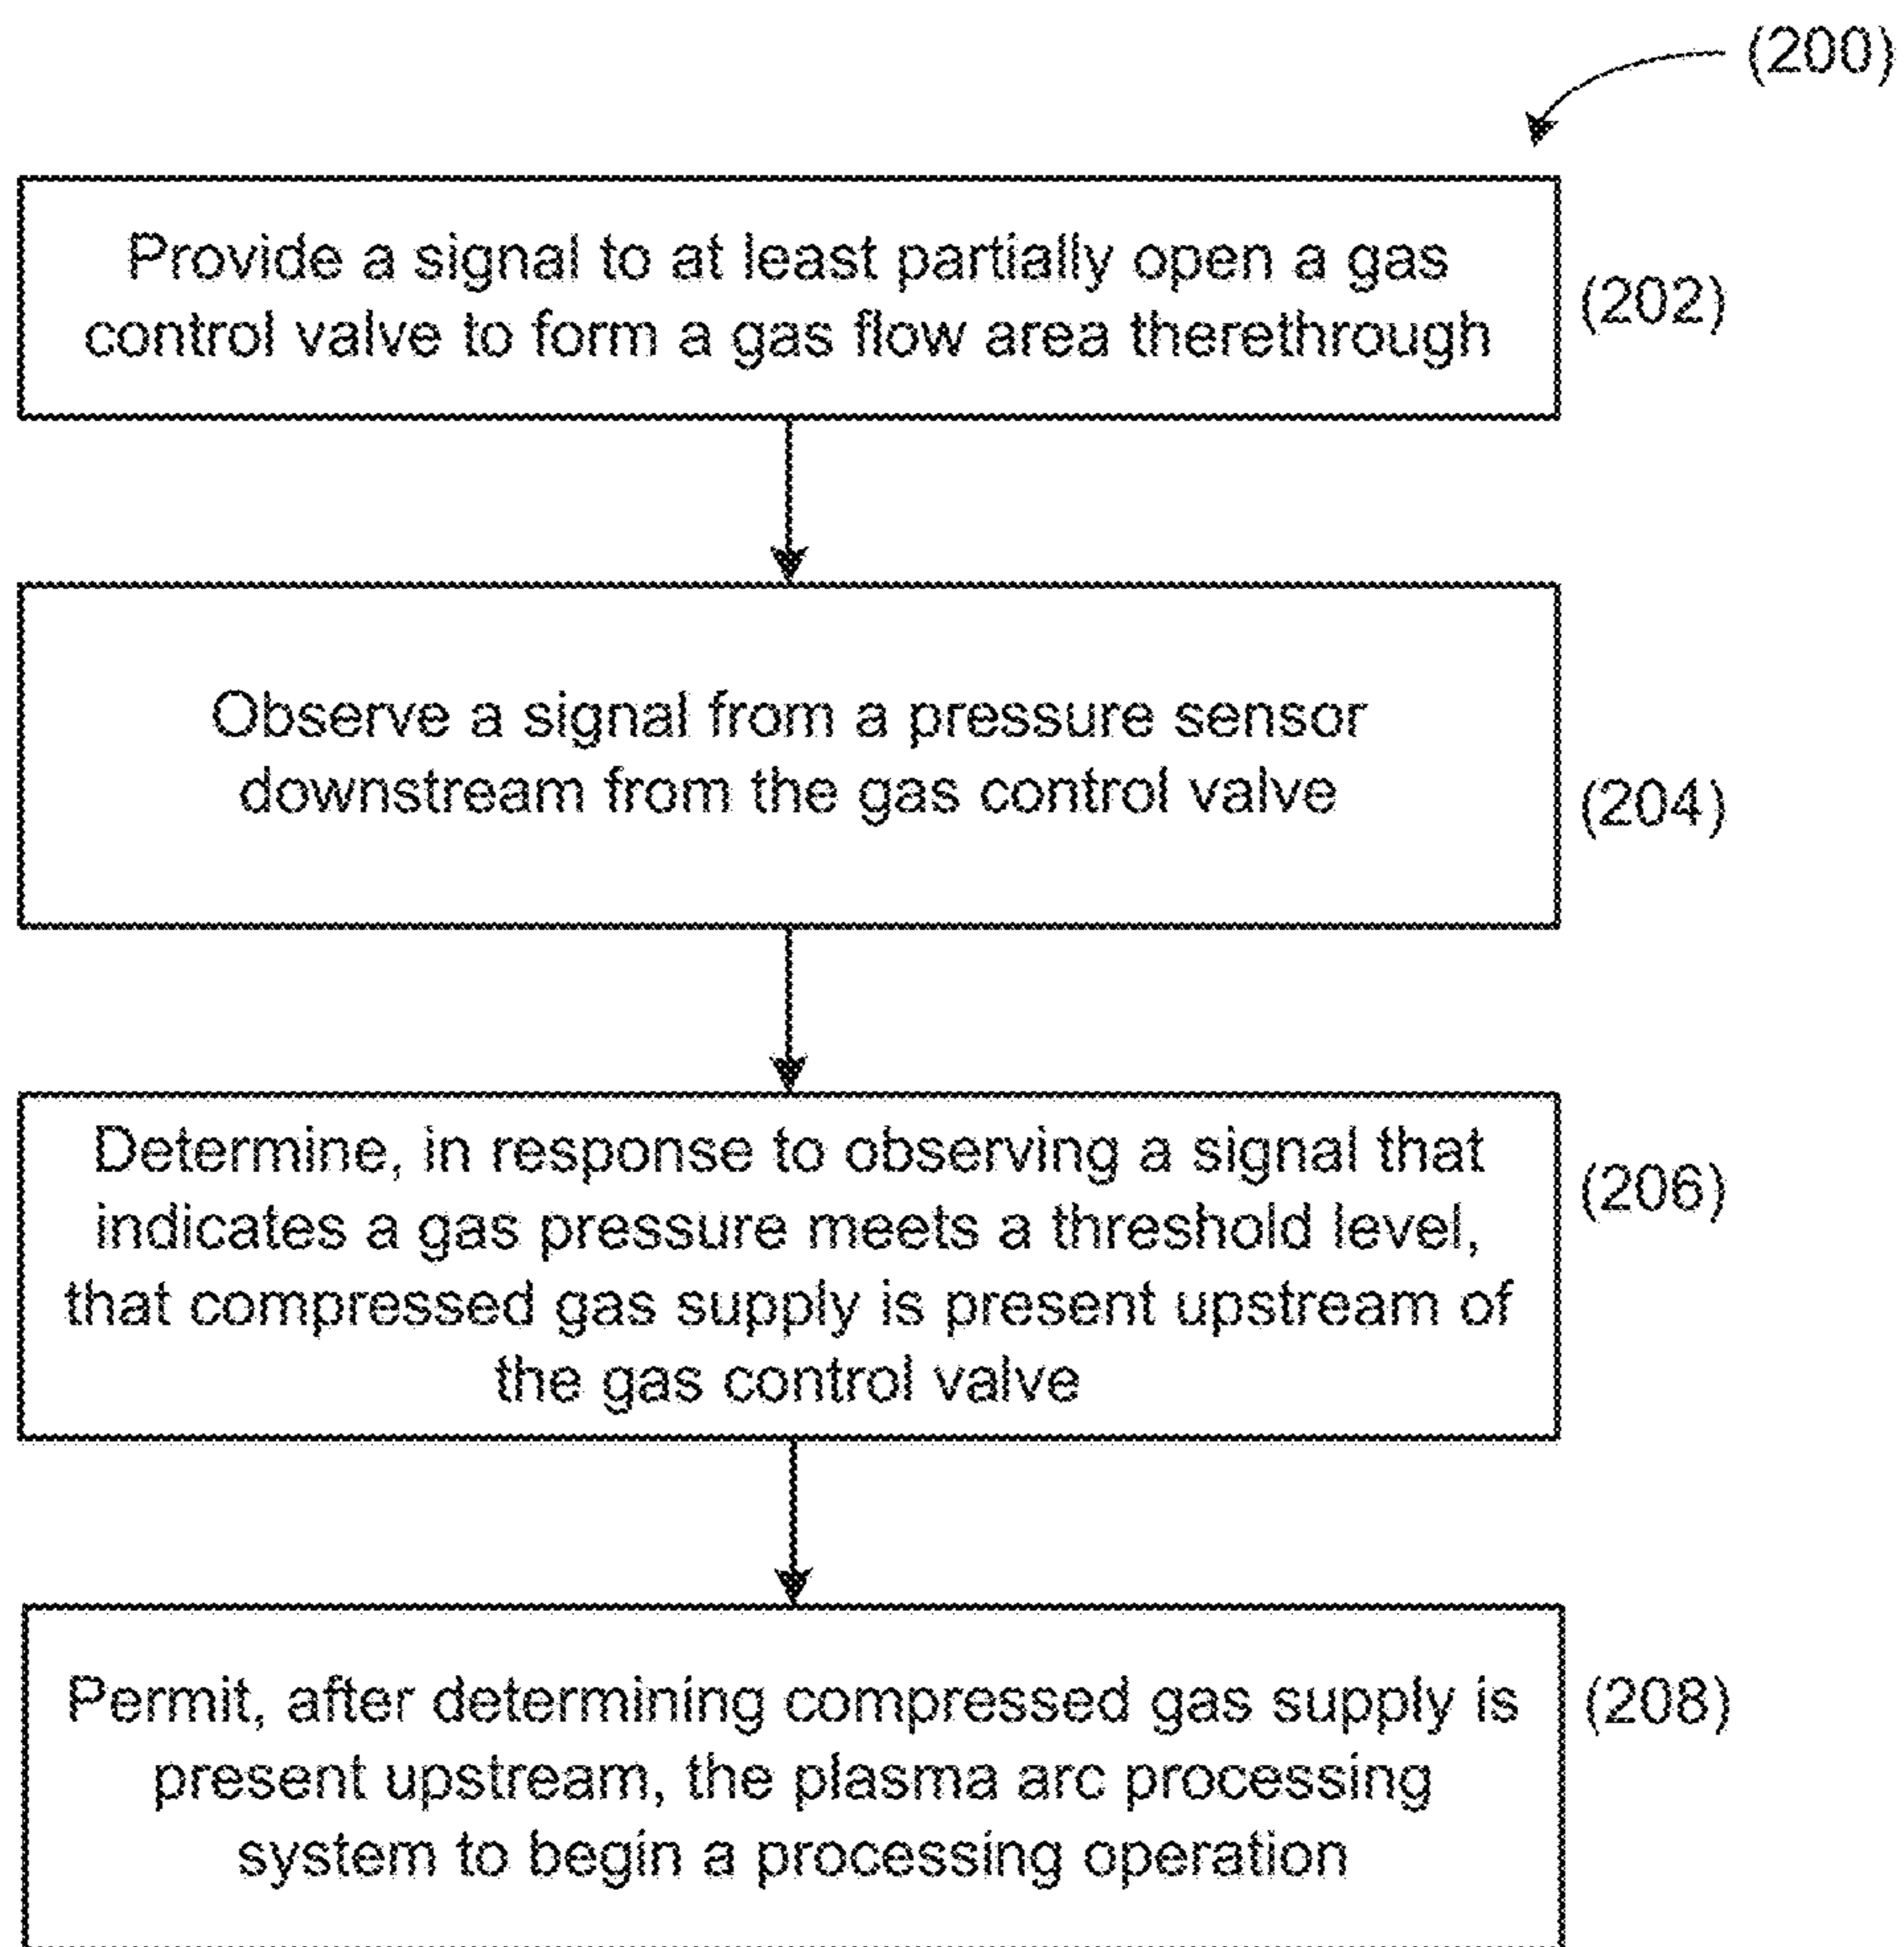 (200)
Provide a signal to at least partially open a gas
control valve to form a gas flow area therethrough
(202)
Observe a signal from a pressure sensor
downstream from the gas control valve
(204)
Determine, in response to observing a signal that
indicates a gas pressure meets a threshold level,
that compressed gas supply is present upstream of
the gas control valve
(206)
Permit, after determining compressed gas supply is
present upstream, the plasma arc processing
system to begin a processing operation
(208)